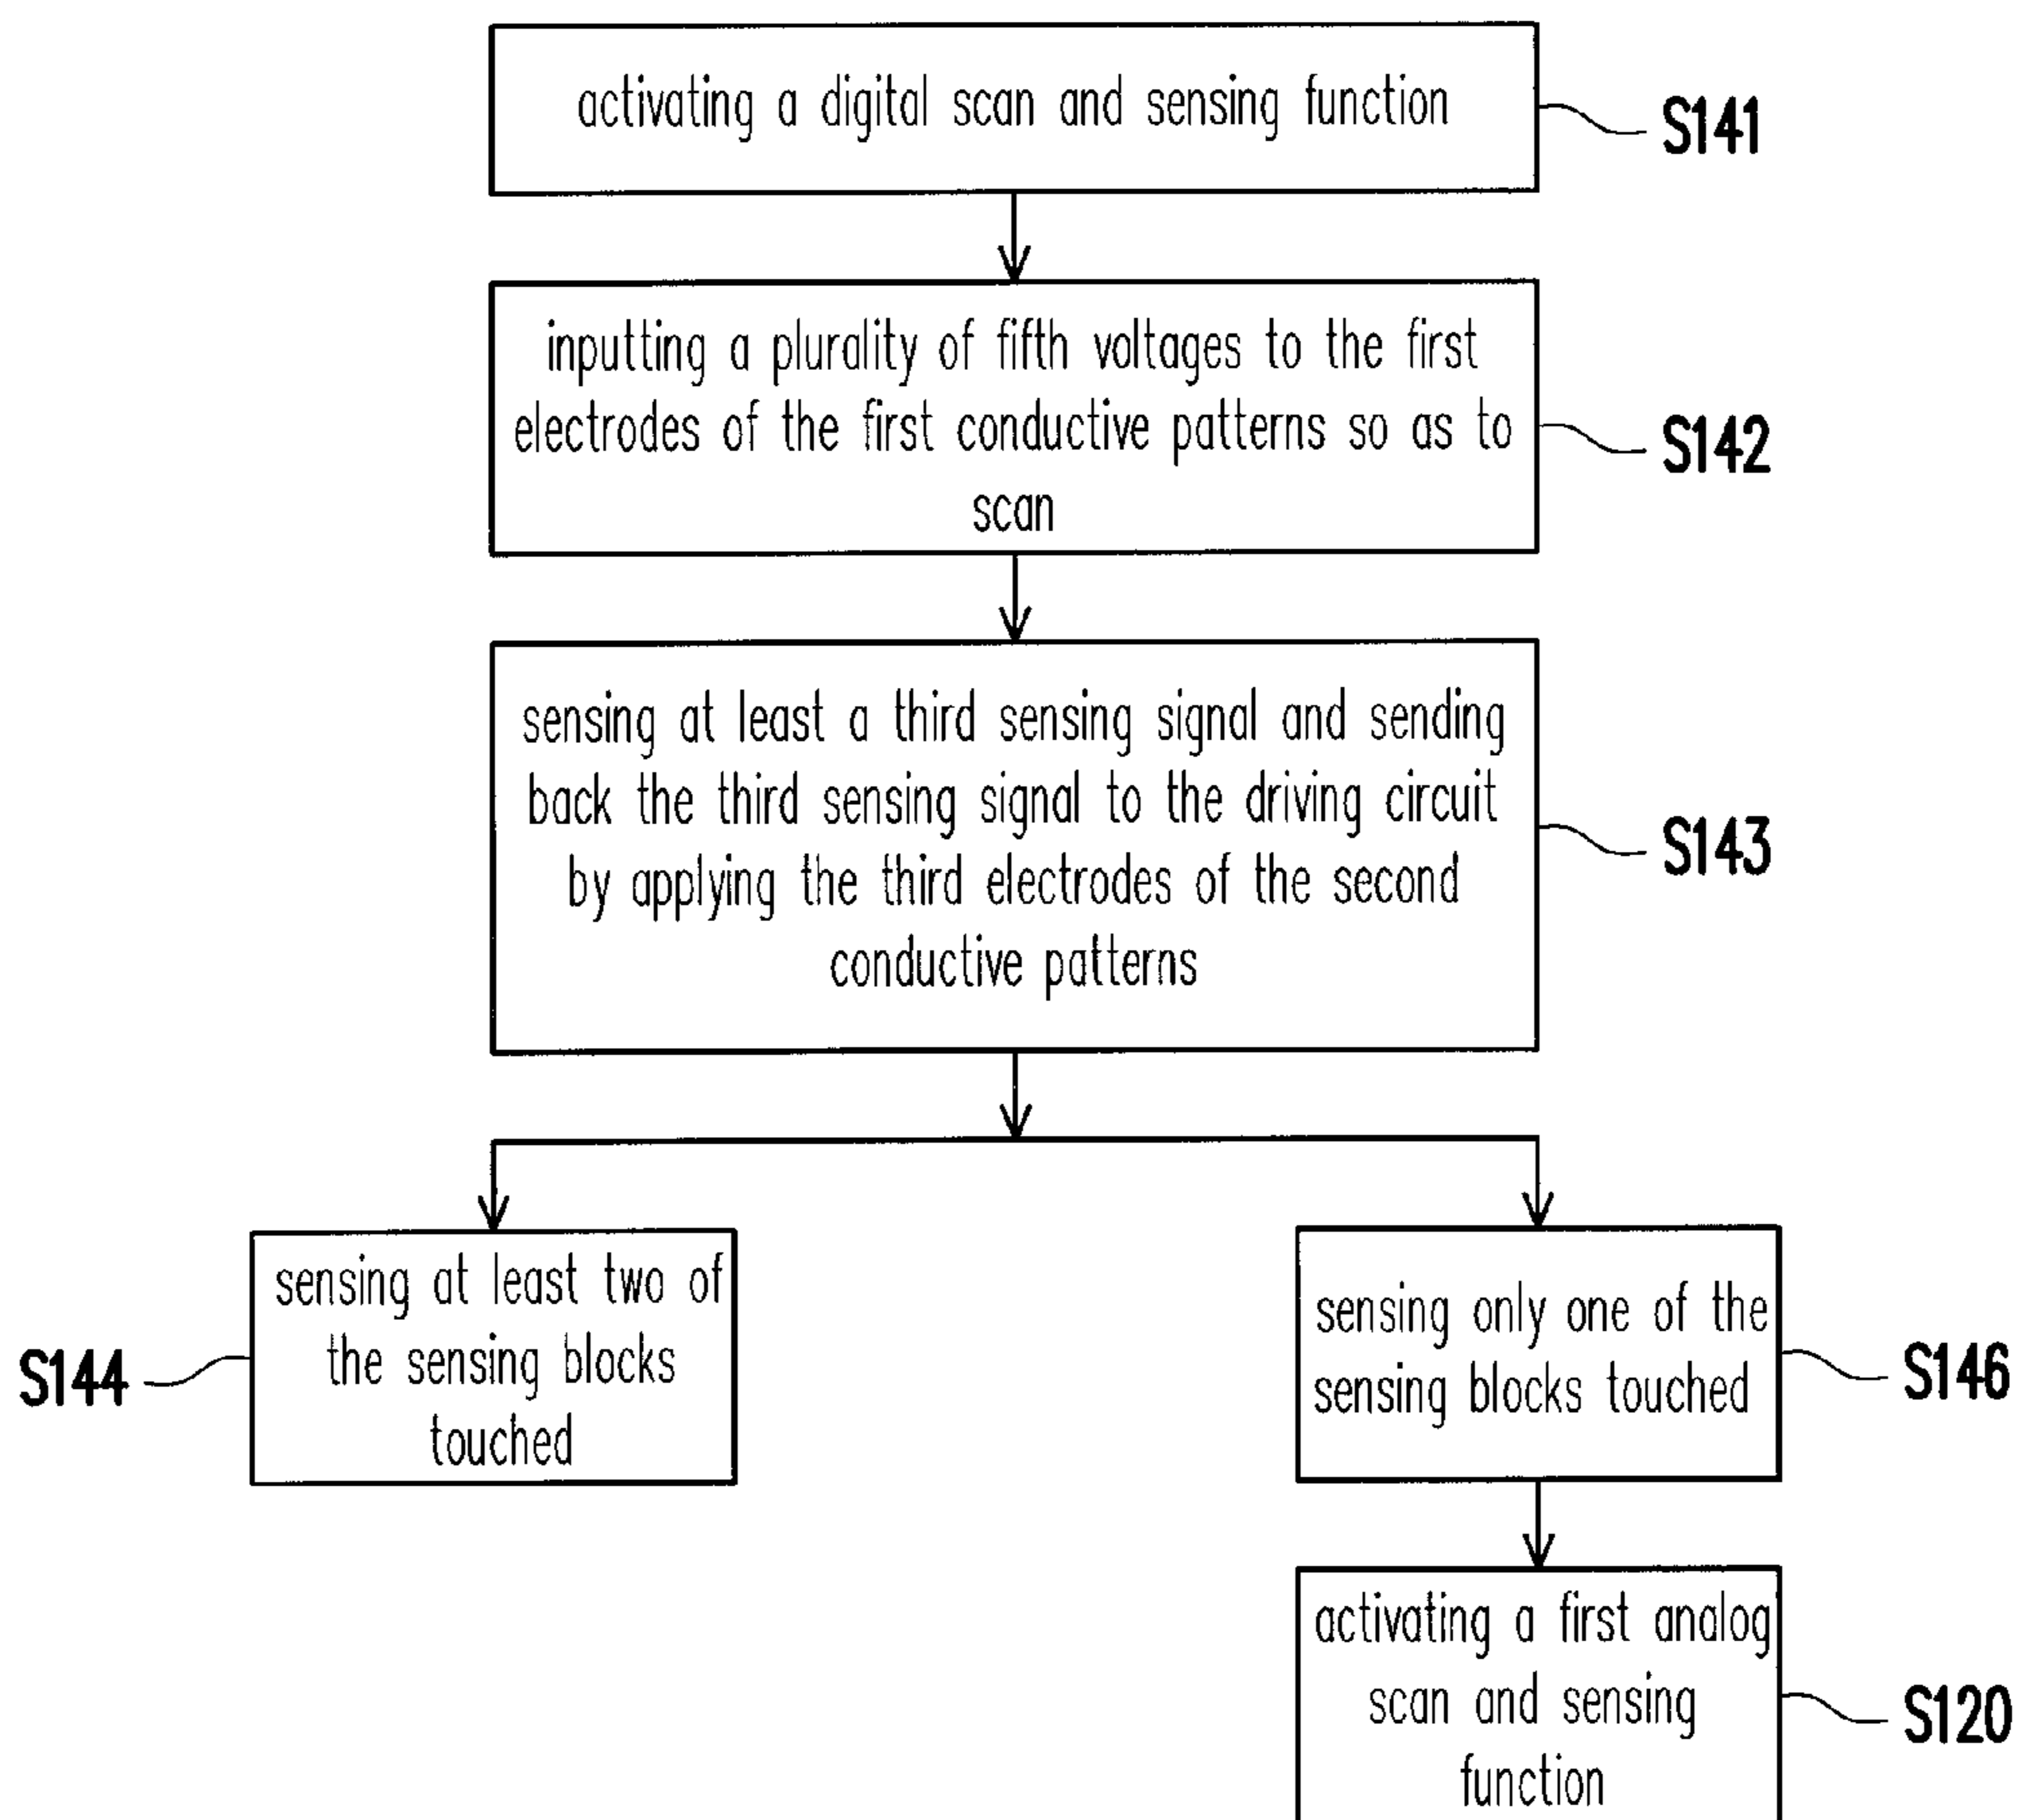 activating a digital scan and sensing function
S141
inputting a plurality of fifth voltages to the first
electrodes of the first conductive patterns so as to
scan
S142
sensing at least a third sensing signal and sending
back the third sensing signal to the driving circuit
by applying the third electrodes of the second
conductive patterns
S143
sensing at least two of
the sensing blocks
touched
S144
sensing only one of the
sensing blocks touched
S146
activating a first analog
scan and sensing
function
S120